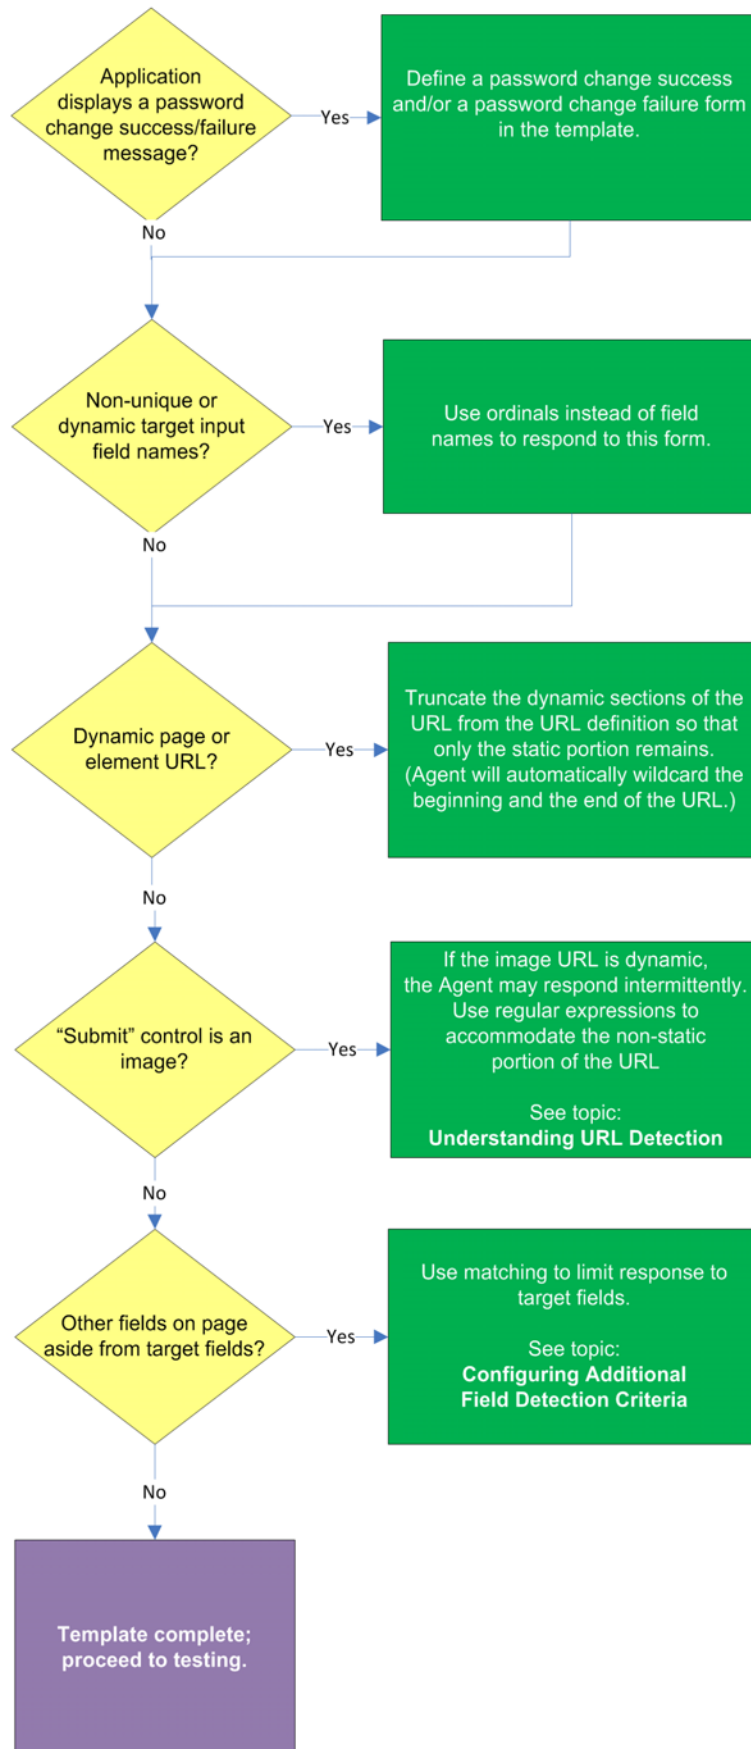 Application
displays a password
change success/failure
message?
Yes
Define a password change success
and/or a password change failure form
in the template.
No
Non-unique or
dynamic target input
field names?
Yes
Use ordinals instead of field
names to respond to this form.
No
Dynamic page or
element URL?
Yes
Truncate the dynamic sections of the
URL from the URL definition so that
only the static portion remains.
(Agent will automatically wildcard the
beginning and the end of the URL.)
No
“Submit” control is an
image?
Yes
If the image URL is dynamic,
the Agent may respond intermittently.
Use regular expressions to
accommodate the non-static
portion of the URL
See topic:
Understanding URL Detection
No
Other fields on page
aside from target fields?
Yes
Use matching to limit response to
target fields.
See topic:
Configuring Additional
Field Detection Criteria
No
Template complete;
proceed to testing.